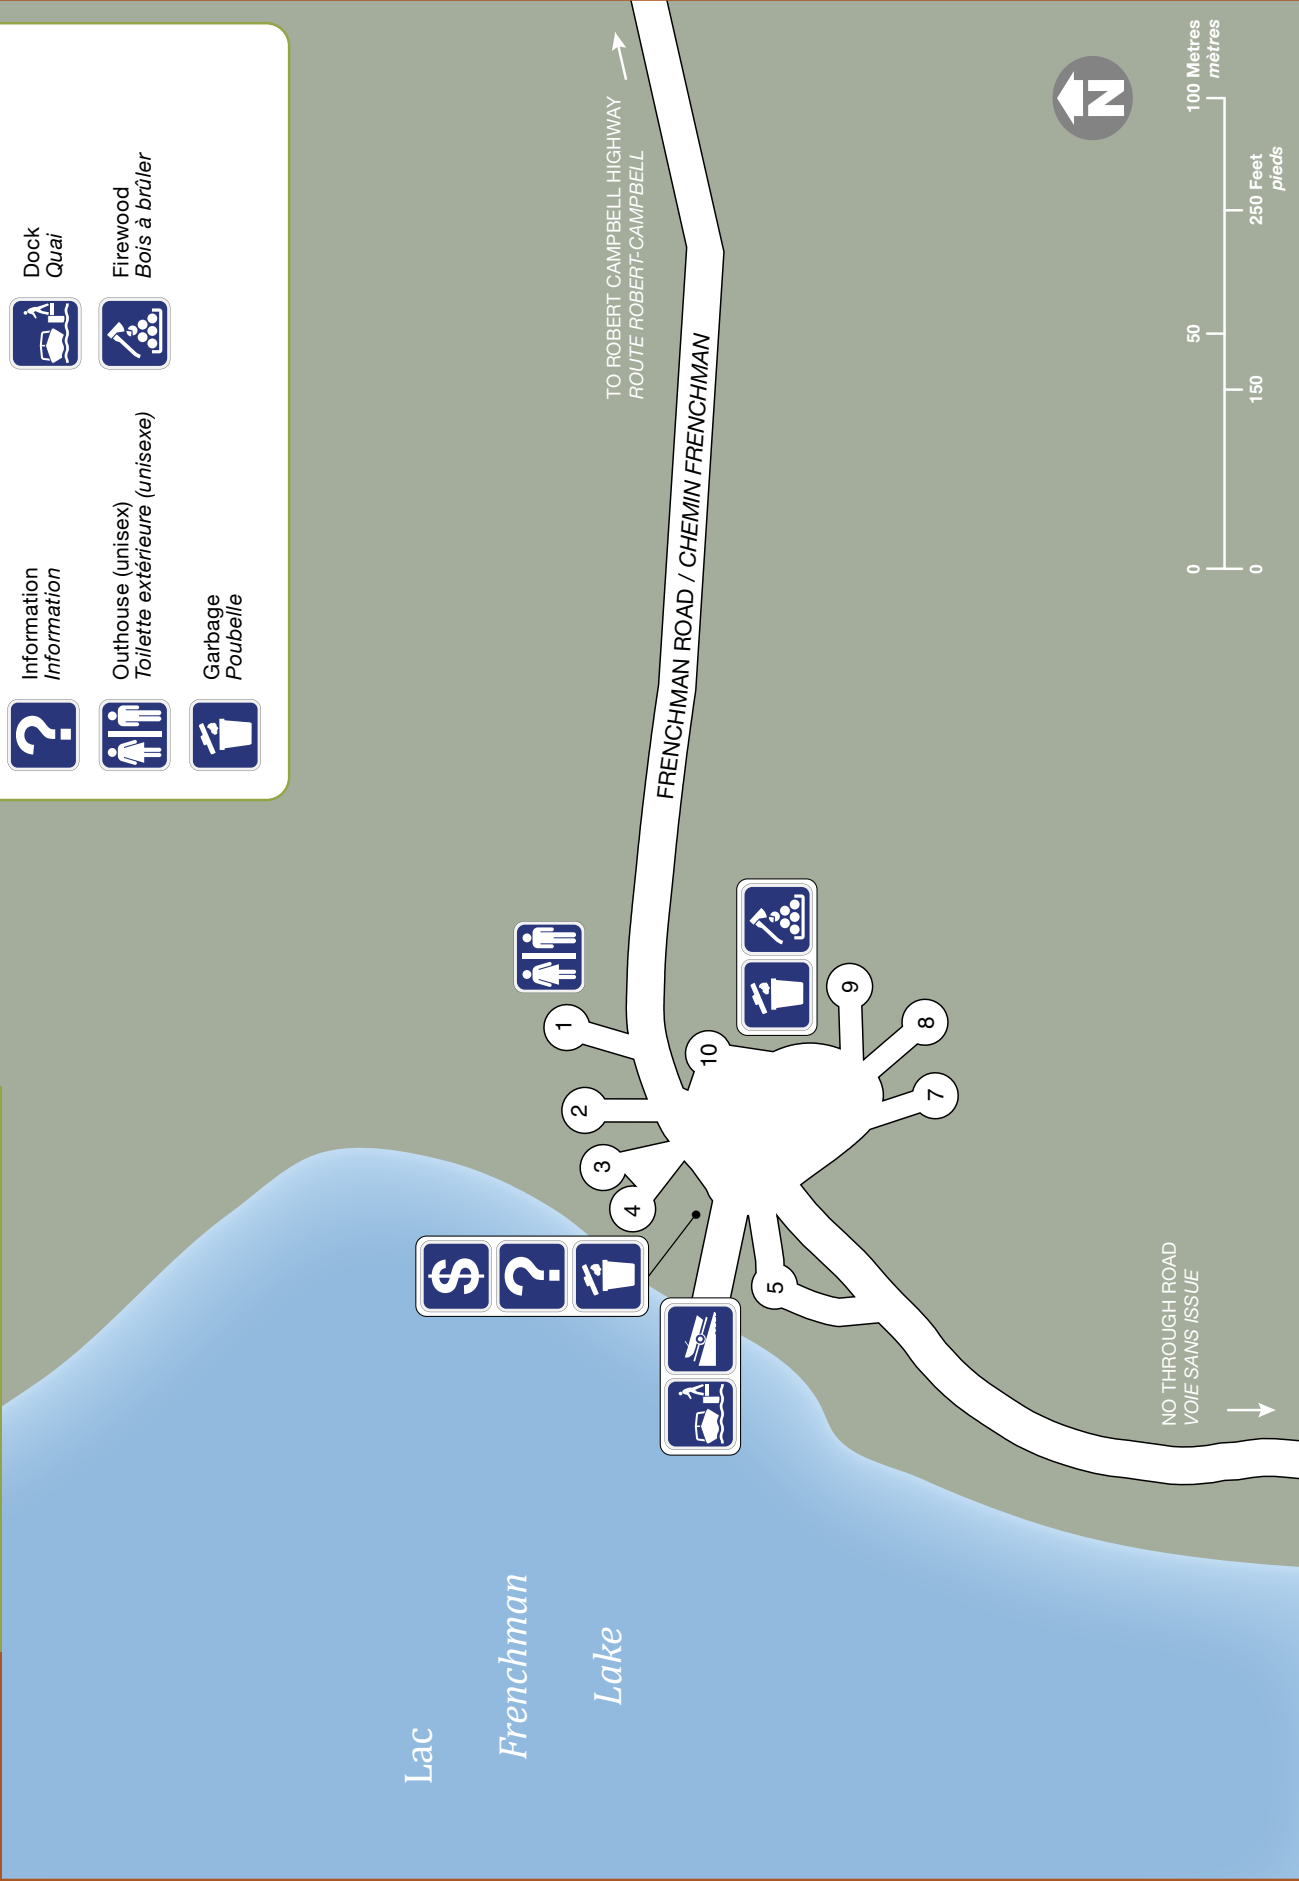 Information
Information
Dock
Quai
Outhouse (unisex)
Toilette extérieure (unisexe)
Firewood
Bois à brûler
Garbage
Poubelle
?
$
?
TO ROBERT CAMPBELL HIGHWAY
ROUTE ROBERT-CAMPBELL
FRENCHMAN ROAD / CHEMIN FRENCHMAN
1
2
3
4
5
10
9
8
7
Lac
Frenchman
Lake
NO THROUGH ROAD
VOIE SANS ISSUE
N
0 50 100 Metres
mètres
0 150 250 Feet
pieds